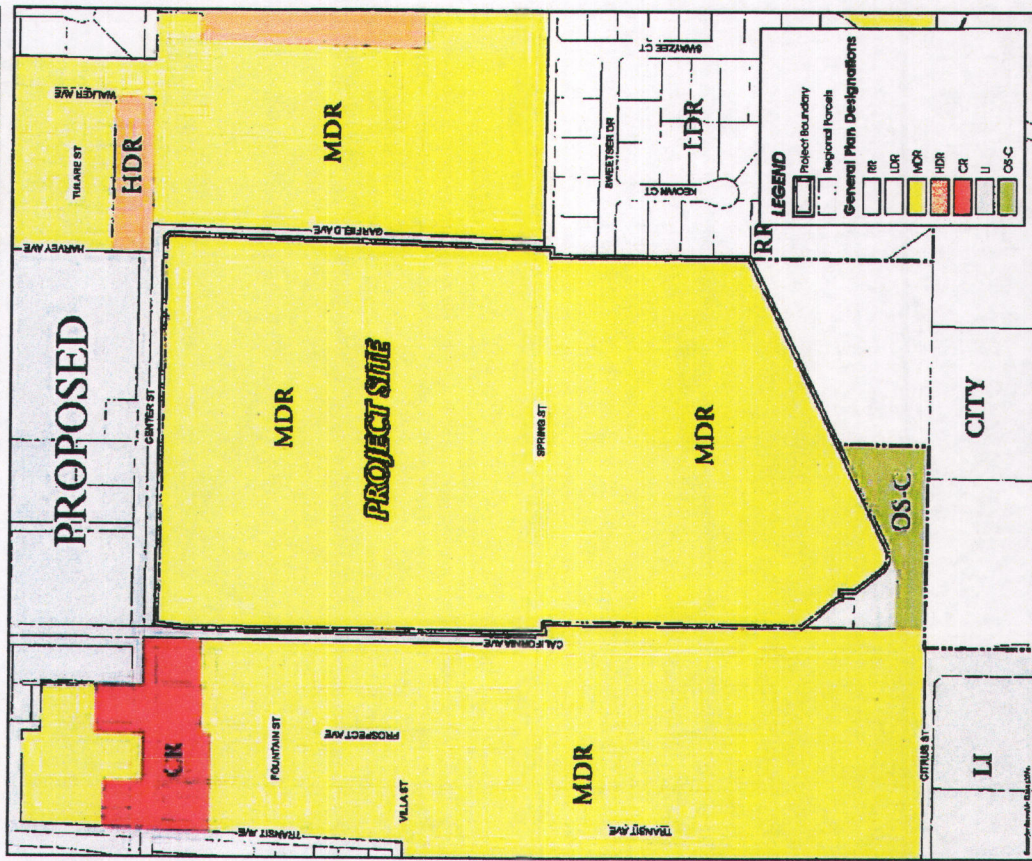 PROPOSED
TULARE ST
WALKER AVE
HDR
HARVEY AVE
CENTER ST
MDR
GARFIELD AVE
MDR
PROJECT SITE
SPRING ST
MDR
CALIFORNIA AVE
CR
FOUNTAIN ST
PROSPECT AVE
VILLA ST
TRANSIT AVE
MDR
TRANSIT AVE
SWAYZEE CT
SWEETSER DR
LDR
KEOWN CT
RR
OS-C
CITY
CITRUS ST
LI
LEGEND
Project Boundary
Regional Parcels
General Plan Designations
RR
LDR
MDR
HDR
CR
LI
OS-C